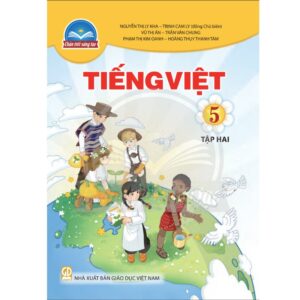 NGUYỄN THỊ LY KHA – TRỊNH CAM LY (đồng Chủ biên)
VŨ THỊ ÂN – TRẦN VĂN CHUNG
PHẠM THỊ KIM OANH – HOÀNG THỤY THANH TÂM
Chân trời sáng tạo
TIẾNG VIỆT
5
TẬP HAI
NHÀ XUẤT BẢN GIÁO DỤC VIỆT NAM